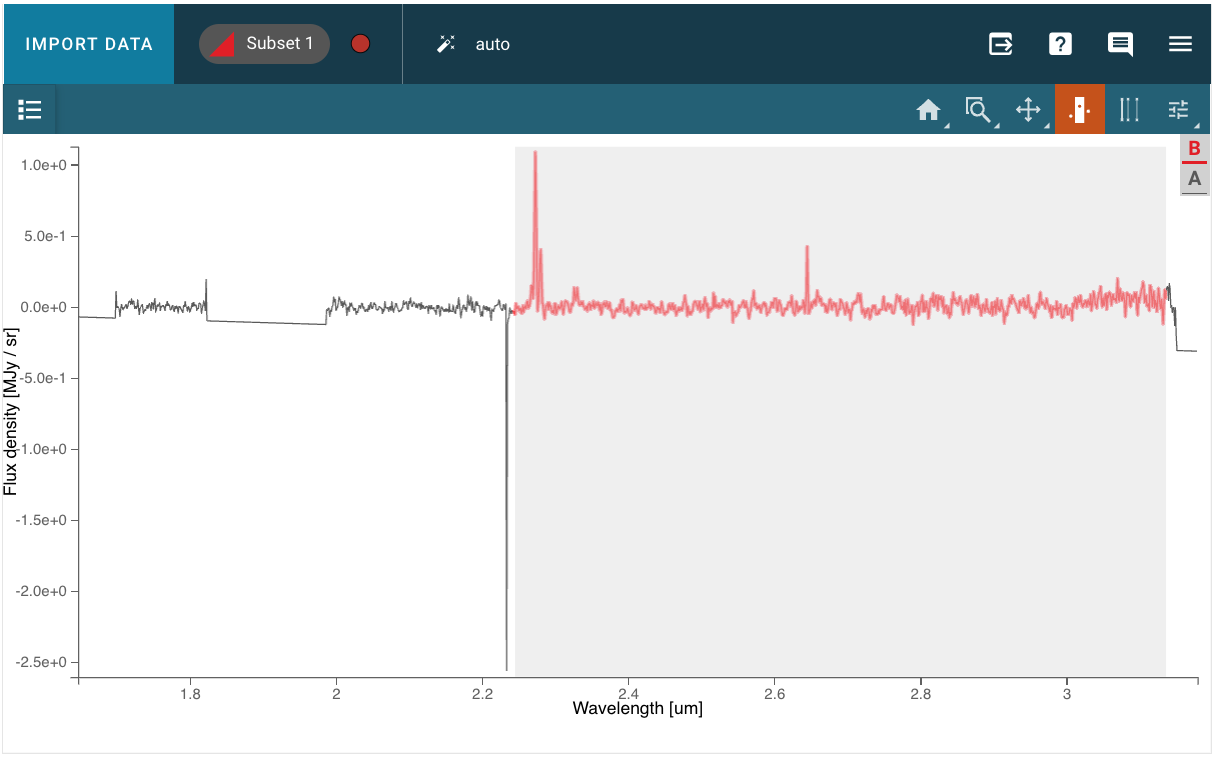 IMPORT DATA
Subset 1
auto
B
A
1.0e+0
5.0e-1
0.0e+0
-5.0e-1
-1.0e+0
-1.5e+0
-2.0e+0
-2.5e+0
Flux density [MJy / sr]
1.8
2
2.2
2.4
2.6
2.8
3
Wavelength [um]